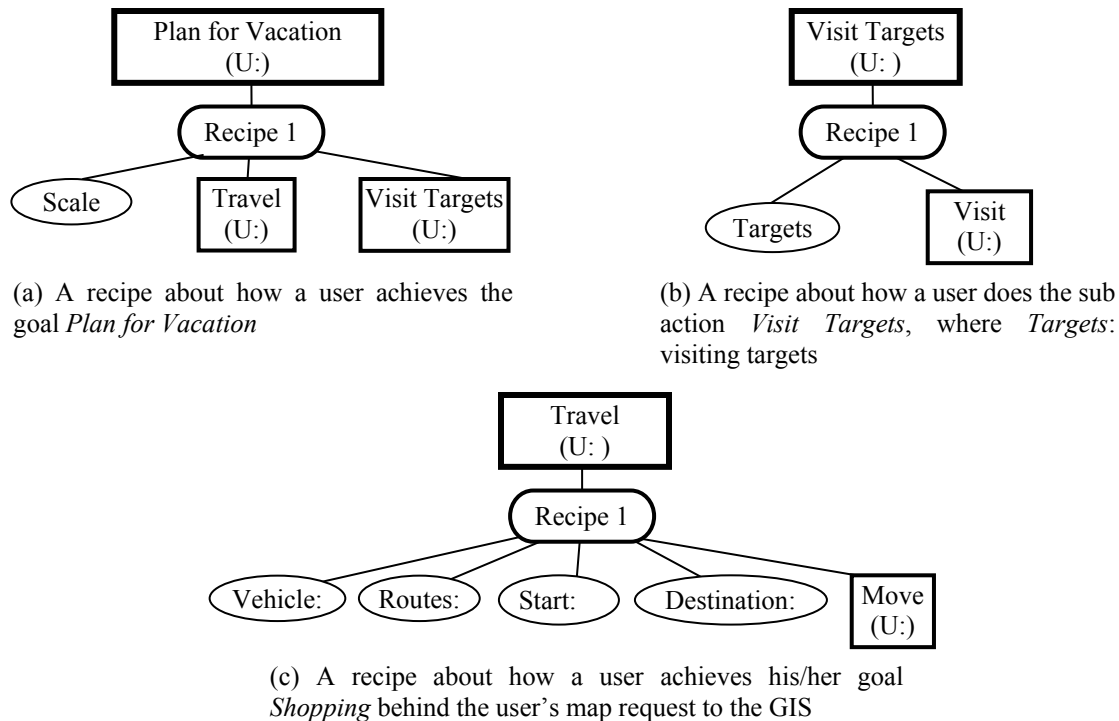 Plan for Vacation
(U:)
Recipe 1
Scale
Travel
(U:)
Visit Targets
(U:)
(a) A recipe about how a user achieves the
goal Plan for Vacation
Visit Targets
(U: )
Recipe 1
Targets
Visit
(U:)
(b) A recipe about how a user does the sub
action Visit Targets, where Targets:
visiting targets
Travel
(U: )
Recipe 1
Vehicle:
Routes:
Start:
Destination:
Move
(U:)
(c) A recipe about how a user achieves his/her goal
Shopping behind the user's map request to the GIS